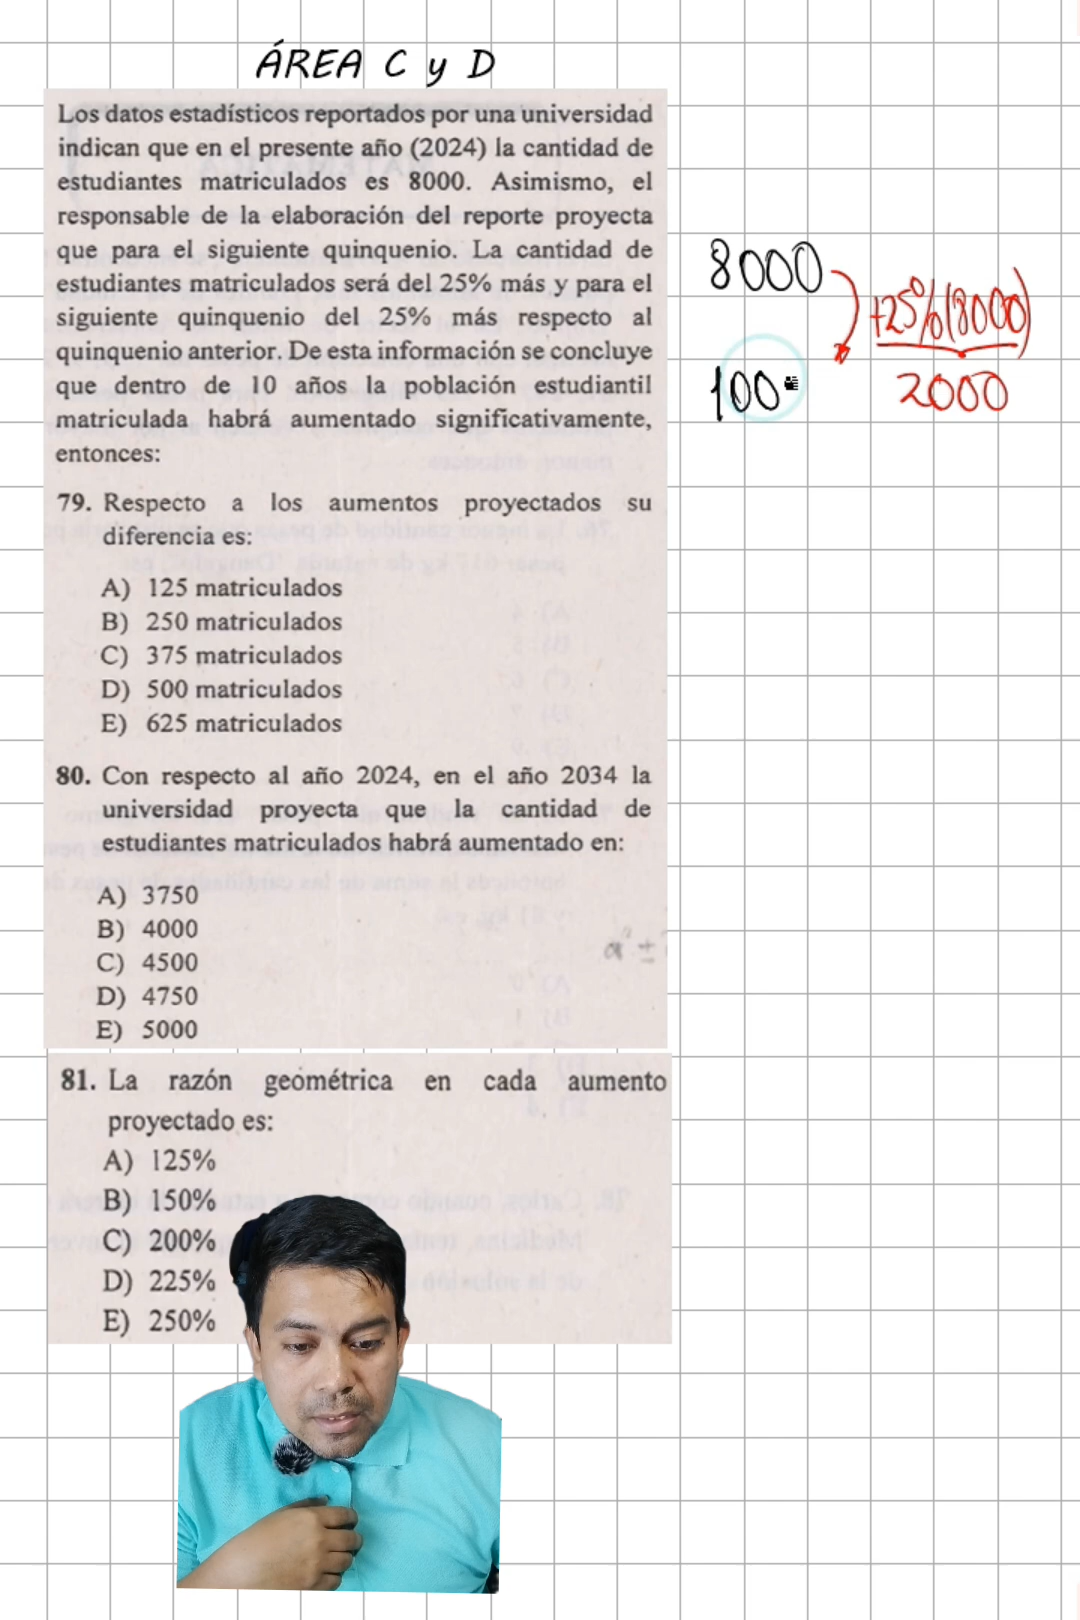 ÁREA C y D
Los datos estadísticos reportados por una universidad
indican que en el presente año (2024) la cantidad de
estudiantes matriculados es 8000. Asimismo, el
responsable de la elaboración del reporte proyecta
que para el siguiente quinquenio. La cantidad de
estudiantes matriculados será del 25% más y para el
siguiente quinquenio del 25% más respecto al
quinquenio anterior. De esta información se concluye
que dentro de 10 años la población estudiantil
matriculada habrá aumentado significativamente,
entonces:
79. Respecto a los aumentos proyectados su
diferencia es:
A) 125 matriculados
B) 250 matriculados
C) 375 matriculados
D) 500 matriculados
E) 625 matriculados
80. Con respecto al año 2024, en el año 2034 la
universidad proyecta que la cantidad de
estudiantes matriculados habrá aumentado en:
A) 3750
B) 4000
C) 4500
D) 4750
E) 5000
81. La razón geométrica en cada aumento
proyectado es:
A) 125%
B) 150%
C) 200%
D) 225%
E) 250%
8000
+25%(8000)
2000
100